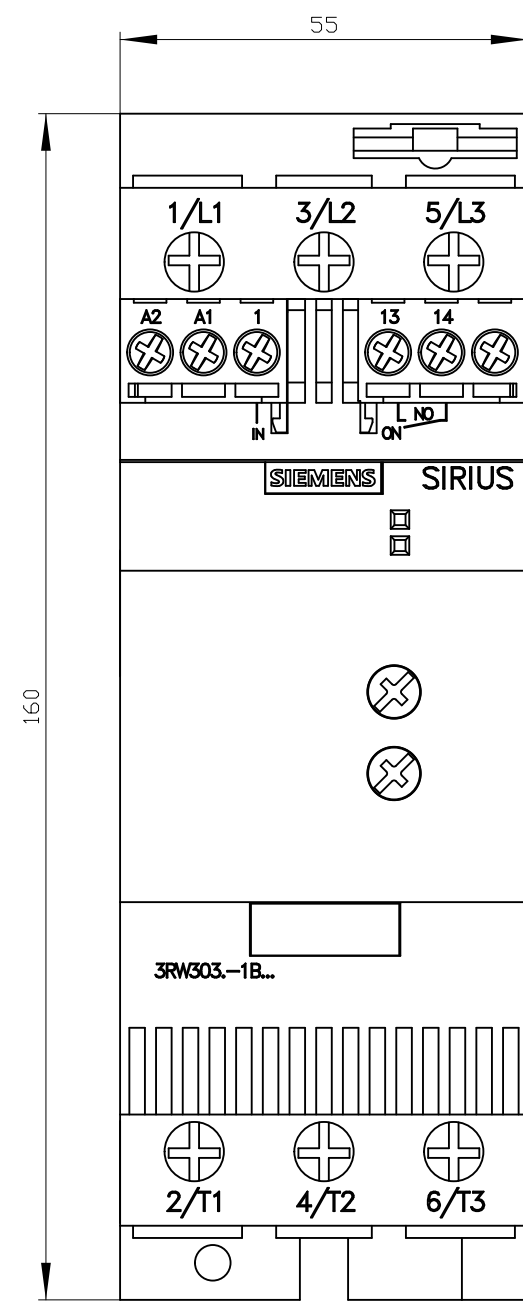 55
1/L1 3/L2 5/L3
A2 A1 1 13 14
NO
IN ON
SIEMENS SIRIUS
160
3RW303.-1B...
2/T1 4/T2 6/T3